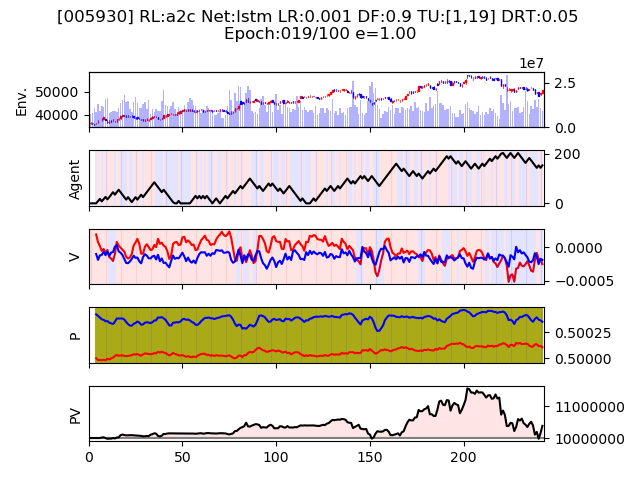 [005930] RL:a2c Net:lstm LR:0.001 DF:0.9 TU:[1,19] DRT:0.05
Epoch:019/100 e=1.00
1e7
Env.
50000
40000
2.5
0.0
Agent
200
0
V
0.0000
−0.0005
P
0.50025
0.50000
PV
11000000
10000000
0 50 100 150 200